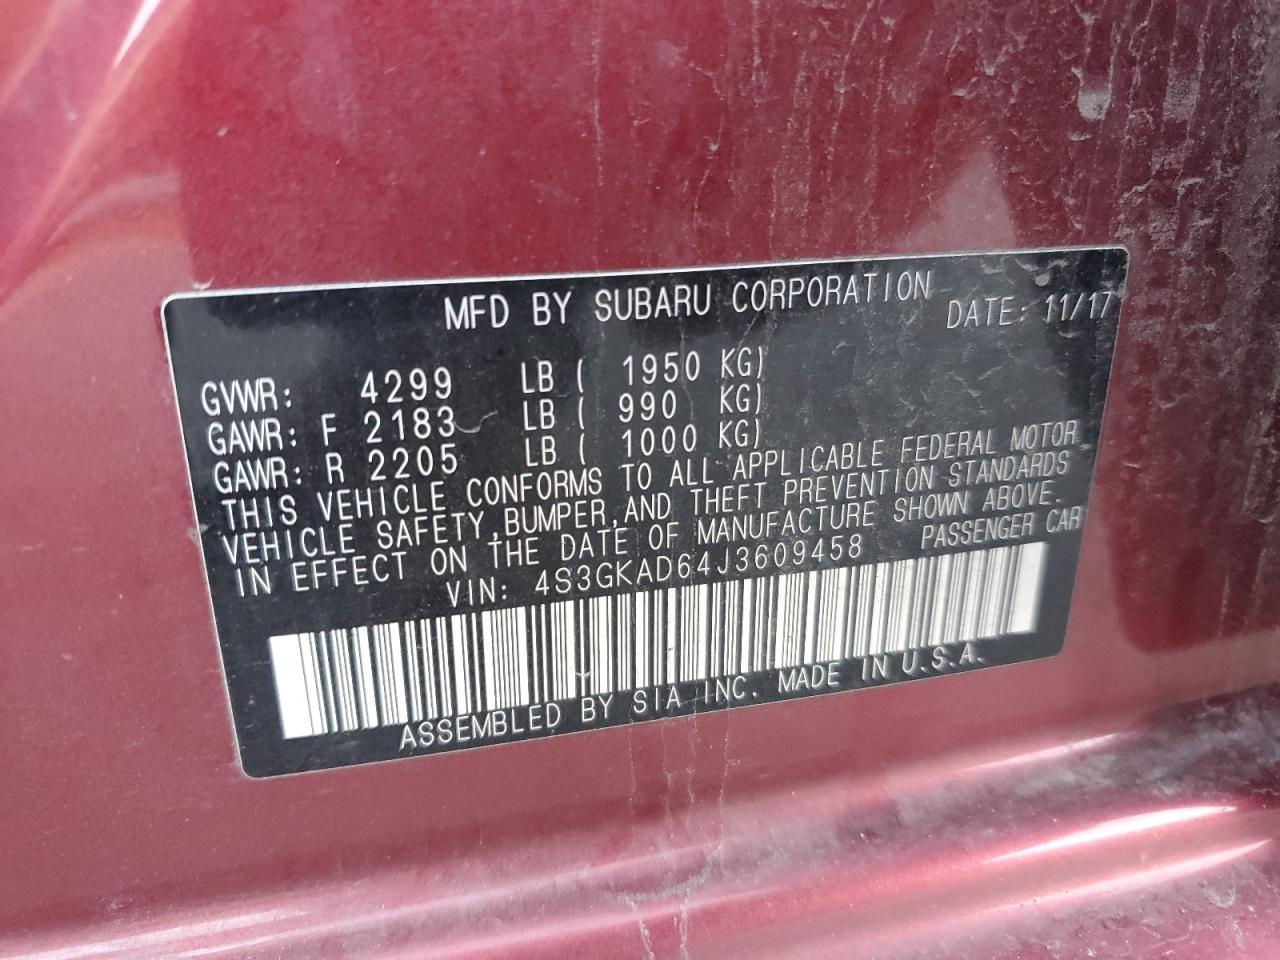 MFD BY SUBARU CORPORATION DATE: 11/17
GVWR: 4299 LB ( 1950 KG)
GAWR: F 2183 LB ( 990 KG)
GAWR: R 2205 LB ( 1000 KG)
THIS VEHICLE CONFORMS TO ALL APPLICABLE FEDERAL MOTOR
VEHICLE SAFETY, BUMPER, AND THEFT PREVENTION STANDARDS
IN EFFECT ON THE DATE OF MANUFACTURE SHOWN ABOVE.
VIN: 4S3GKAD64J3609458 PASSENGER CAR
ASSEMBLED BY SIA INC. MADE IN U.S.A.